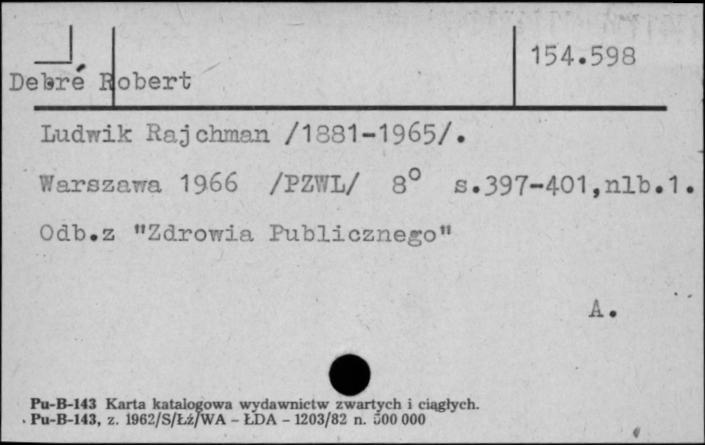 154.598
Debré Robert
Ludwik Rajchman /1881-1965/.
Warszawa 1966 /PZWL/ 8° s.397-401,nlb.1.
Odb.z "Zdrowia Publicznego"
A.
Pu-B-143 Karta katalogowa wydawnictw zwartych i ciągłych.
Pu-B-143, z. 1962/S/Łż/WA - ŁDA - 1203/82 n. 500 000